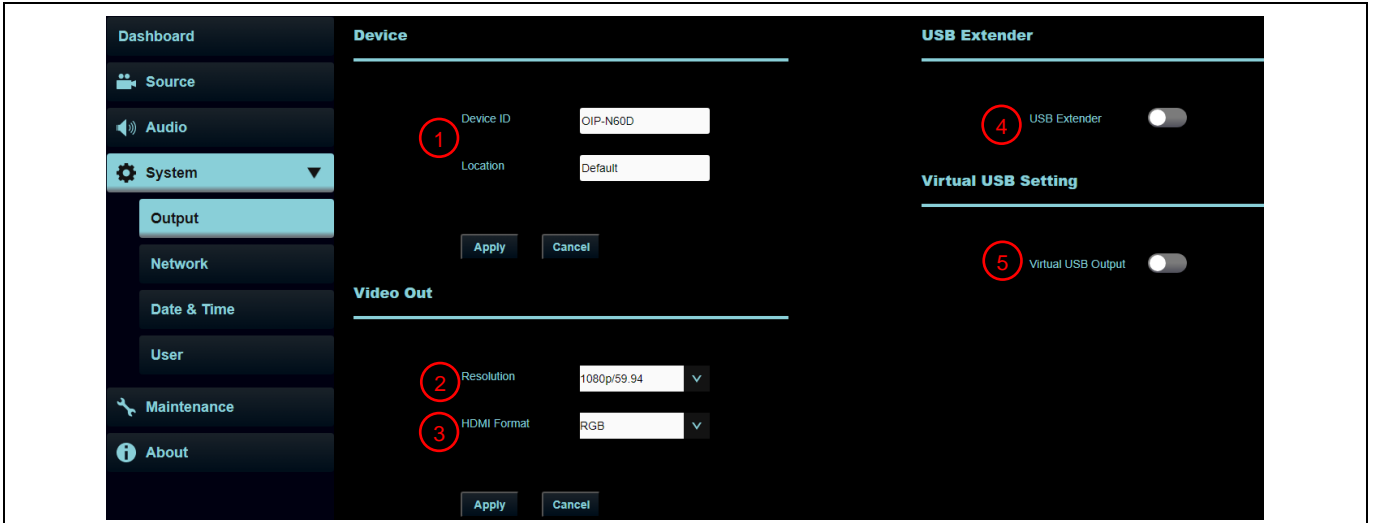 Dashboard
Source
Audio
System
Output
Network
Date & Time
User
Maintenance
About
Device
1
Device ID
OIP-N60D
Location
Default
Apply Cancel
Video Out
2
Resolution
1080p/59.94
3
HDMI Format
RGB
Apply Cancel
USB Extender
4
USB Extender
Virtual USB Setting
5
Virtual USB Output